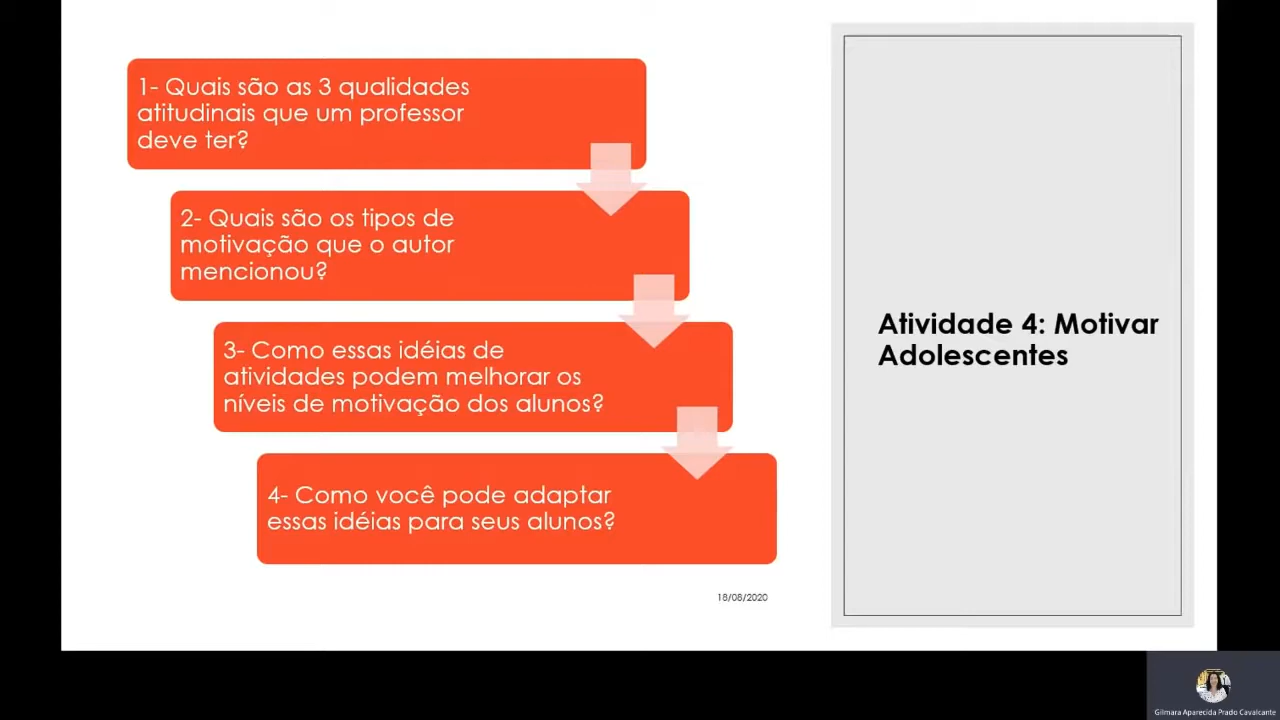 1- Quais são as 3 qualidades
atitudinais que um professor
deve ter?
2- Quais são os tipos de
motivação que o autor
mencionou?
3- Como essas idéias de
atividades podem melhorar os
níveis de motivação dos alunos?
4- Como você pode adaptar
essas idéias para seus alunos?
18/08/2020
Atividade 4: Motivar
Adolescentes
Gilmara Aparecida Prado Cavalcante